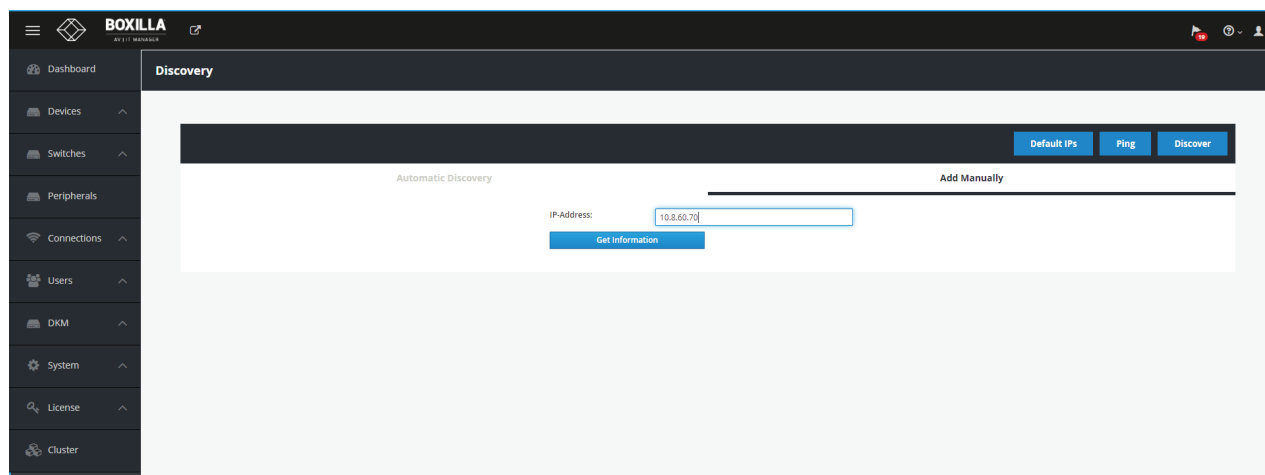 BOXILLA
AV | IT MANAGER
19
Dashboard
Discovery
Devices
Default IPs Ping Discover
Switches
Automatic Discovery Add Manually
Peripherals
IP-Address: 10.8.60.70
Connections
Get Information
Users
DKM
System
License
Cluster